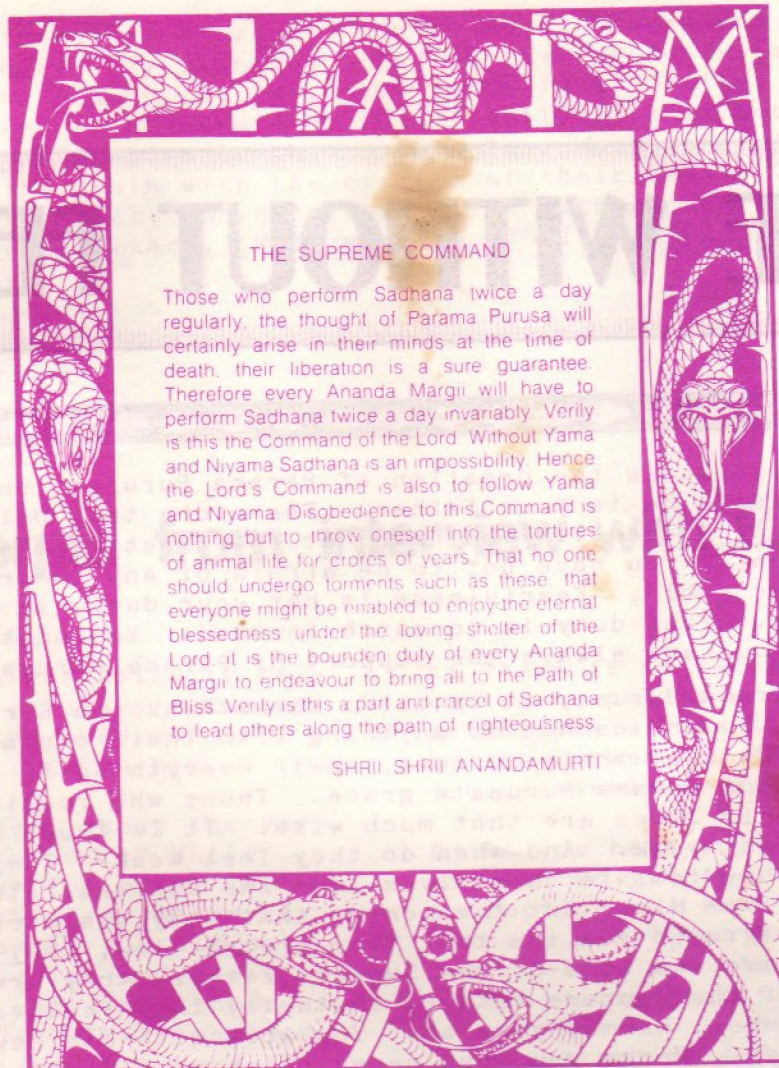 THE SUPREME COMMAND
Those who perform Sadhana twice a day
regularly, the thought of Parama Purusa will
certainly arise in their minds at the time of
death, their liberation is a sure guarantee.
Therefore every Ananda Margii will have to
perform Sadhana twice a day invariably. Verily
is this the Command of the Lord. Without Yama
and Niyama Sadhana is an impossibility. Hence
the Lord's Command is also to follow Yama
and Niyama. Disobedience to this Command is
nothing but to throw oneself into the tortures
of animal life for crores of years. That no one
should undergo torments such as these that
everyone might be enabled to enjoy the eternal
blessedness under the loving shelter of the
Lord, it is the bounden duty of every Ananda
Margii to endeavour to bring all to the Path of
Bliss. Verily is this a part and parcel of Sadhana
to lead others along the path of righteousness.
SHRII SHRII ANANDAMURTI
WITHOUT